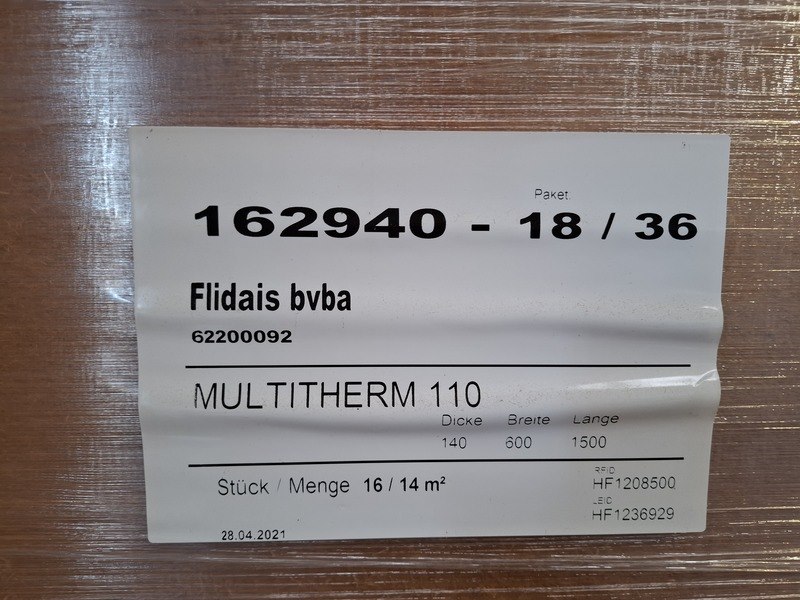 Paket.
162940 - 18 / 36
Flidais bvba
62200092
MULTITHERM 110
Dicke Breite Länge
140 600 1500
Stück / Menge 16 / 14 m²
RFID
HF1208500
LEID
HF1236929
28.04.2021